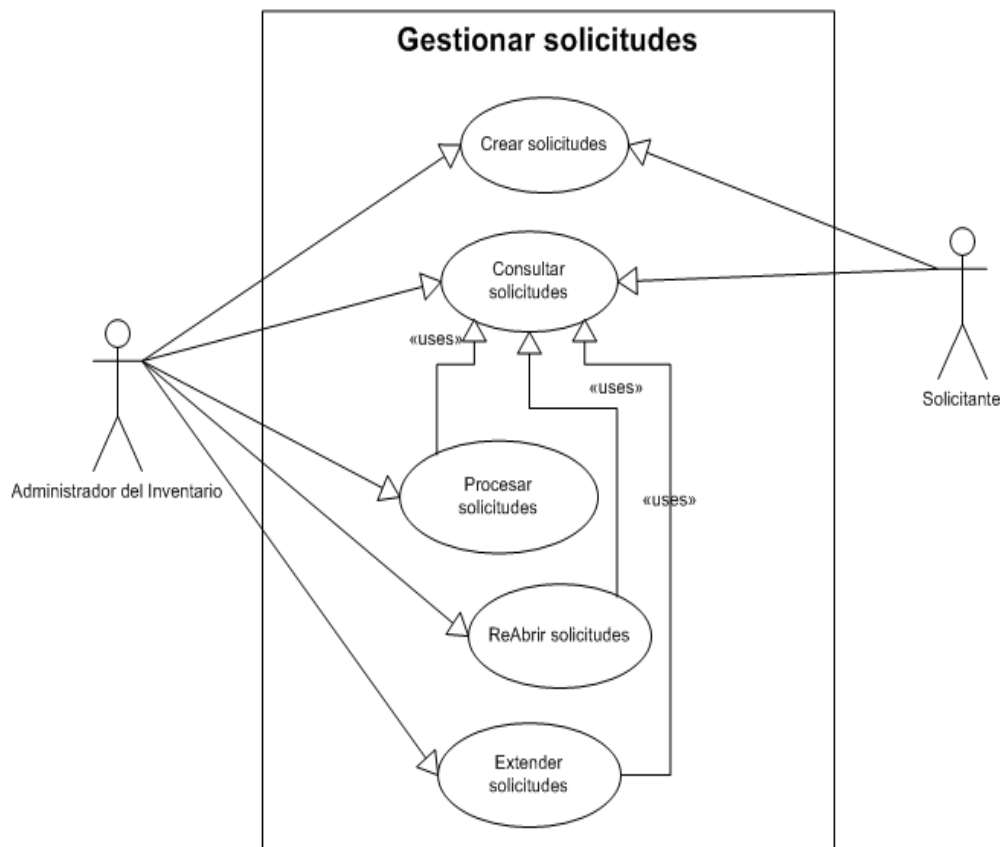 Gestionar solicitudes
Crear solicitudes
Consultar
solicitudes
«uses»
«uses»
Solicitante
Administrador del Inventario
Procesar
solicitudes
«uses»
ReAbrir solicitudes
Extender
solicitudes